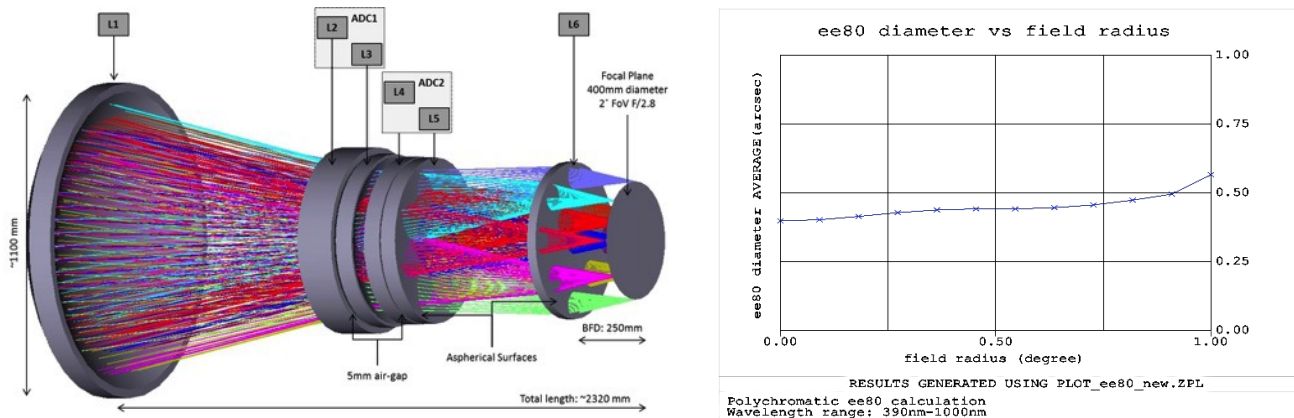 L1
L2
ADC1
L3
L4
ADC2
L5
L6
Focal Plane
400mm diameter
2˚ FoV F/2.8
~1100 mm
5mm air-gap
Aspherical Surfaces
BFD: 250mm
Total length: ~2320 mm
ee80 diameter vs field radius
ee80 diameter AVERAGE(arcsec)
1.00
0.75
0.50
0.25
0.00
0.00
0.50
1.00
field radius (degree)
RESULTS GENERATED USING PLOT_ee80_new.ZPL
Polychromatic ee80 calculation
Wavelength range: 390nm-1000nm